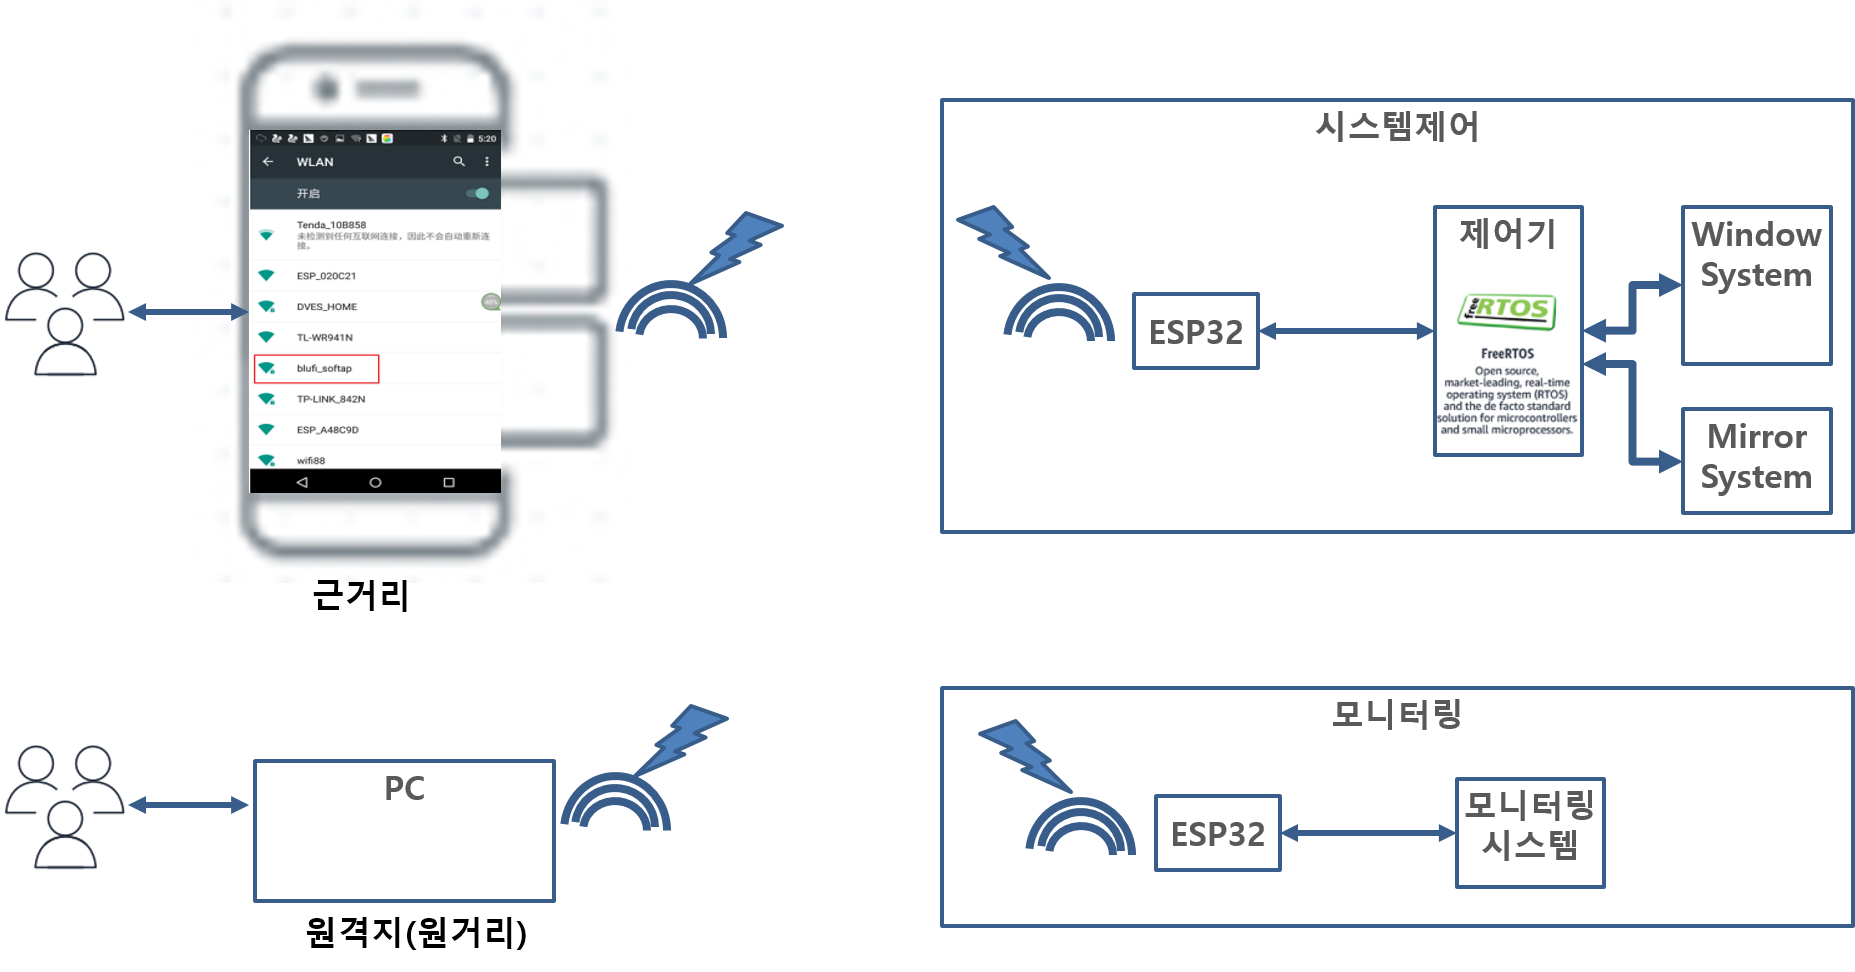 5:20
WLAN
开启
Tenda_10B858
未检测到任何互联网连接，因此不会自动重新连
接。
ESP_020C21
DVES_HOME
46%
TL-WR941N
blufi_softap
TP-LINK_842N
ESP_A48C9D
wifi88
근거리
시스템제어
ESP32
제어기
free
RTOS
FreeRTOS
Open source,
market-leading, real-time
operating system (RTOS)
and the de facto standard
solution for microcontrollers
and small microprocessors.
Window
System
Mirror
System
PC
원격지(원거리)
모니터링
ESP32
모니터링
시스템